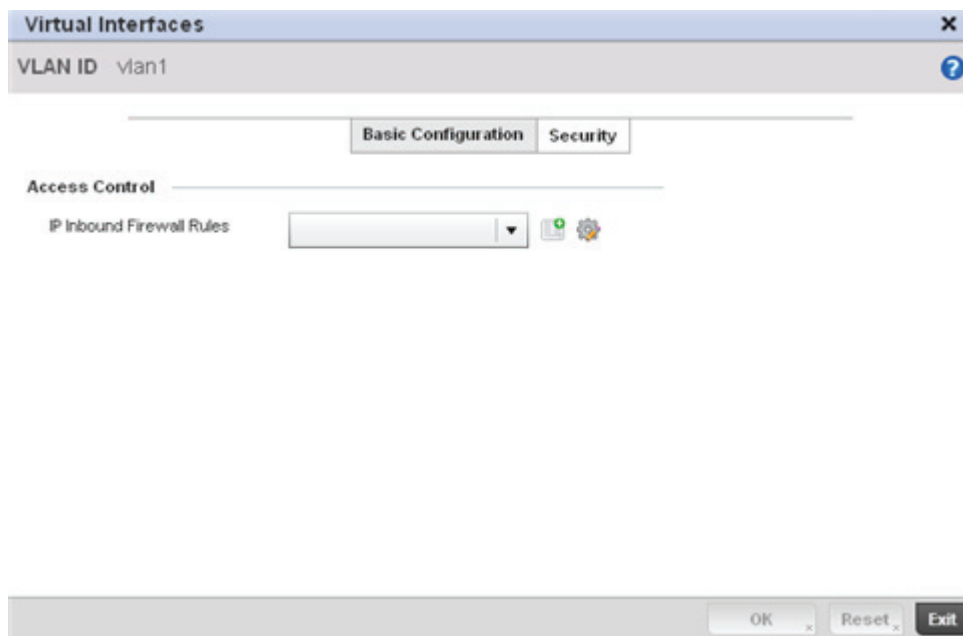 Virtual Interfaces
VLAN ID vlan1
Basic Configuration Security
Access Control
IP Inbound Firewall Rules
OK Reset Exit